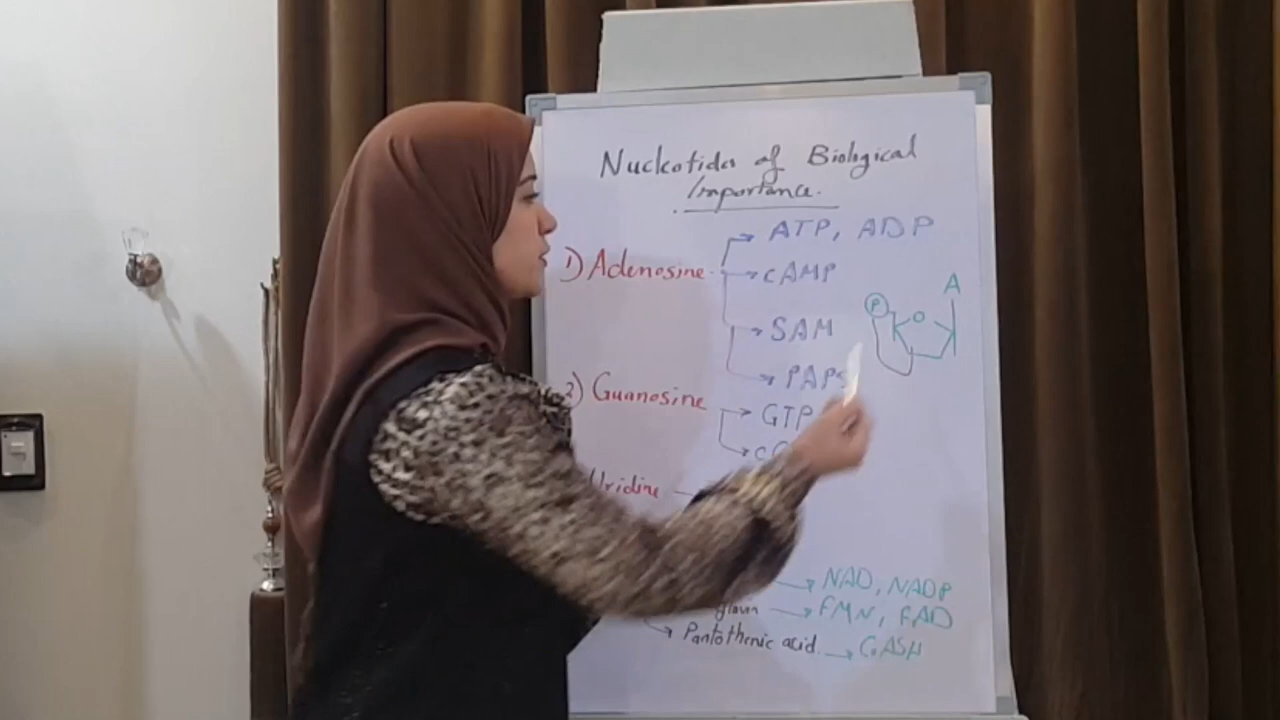 Nucleotides of Biological
Importance.
1) Adenosine
ATP, ADP
cAMP
SAM
PAPS
A
P
O
2) Guanosine
GTP
Uridine
NAD, NADP
FMN, FAD
Pantothenic acid
CoASH